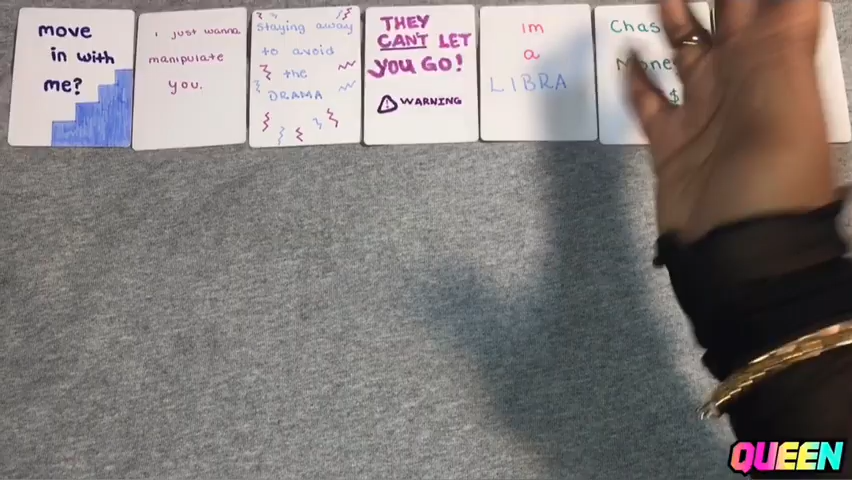 move
in with
me?
i just wanna
manipulate
you.
Staying away
to avoid
the
DRAMA
THEY
CAN'T LET
YOU GO!
WARNING
Im
a
LIBRA
$
QUEEN